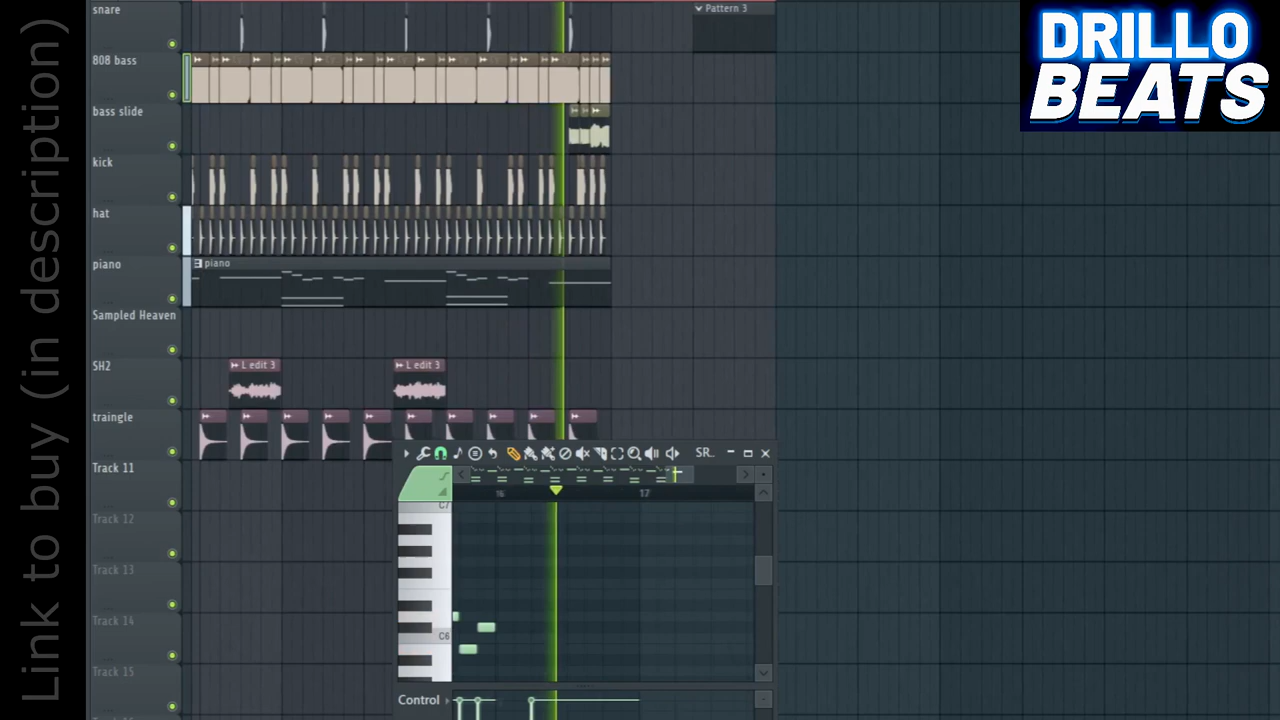 snare
Pattern 3
DRILLO
BEATS
808 bass
bass slide
kick
hat
piano
piano
Sampled Heaven
SH2
L edit 3
L edit 3
traingle
SR..
Track 11
16
17
C7
Track 12
Track 13
Track 14
C6
Track 15
Control
Link to buy (in description)